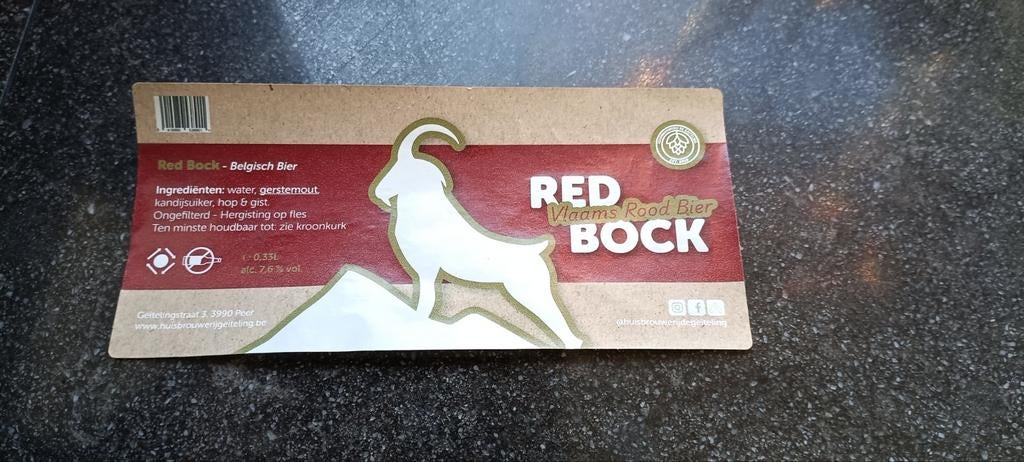 Red Bock - Belgisch Bier
Ingrediënten: water, gerstemout,
kandijsuiker, hop & gist.
Ongefilterd - Hergisting op fles
Ten minste houdbaar tot: zie kroonkurk
0,33L
alc. 7,6 % vol.
Geitelingstraat 3, 3990 Peer
www.huisbrouwerijgeiteling.be
RED
Vlaams Rood Bier
BOCK
@huisbrouwerijdegeiteling